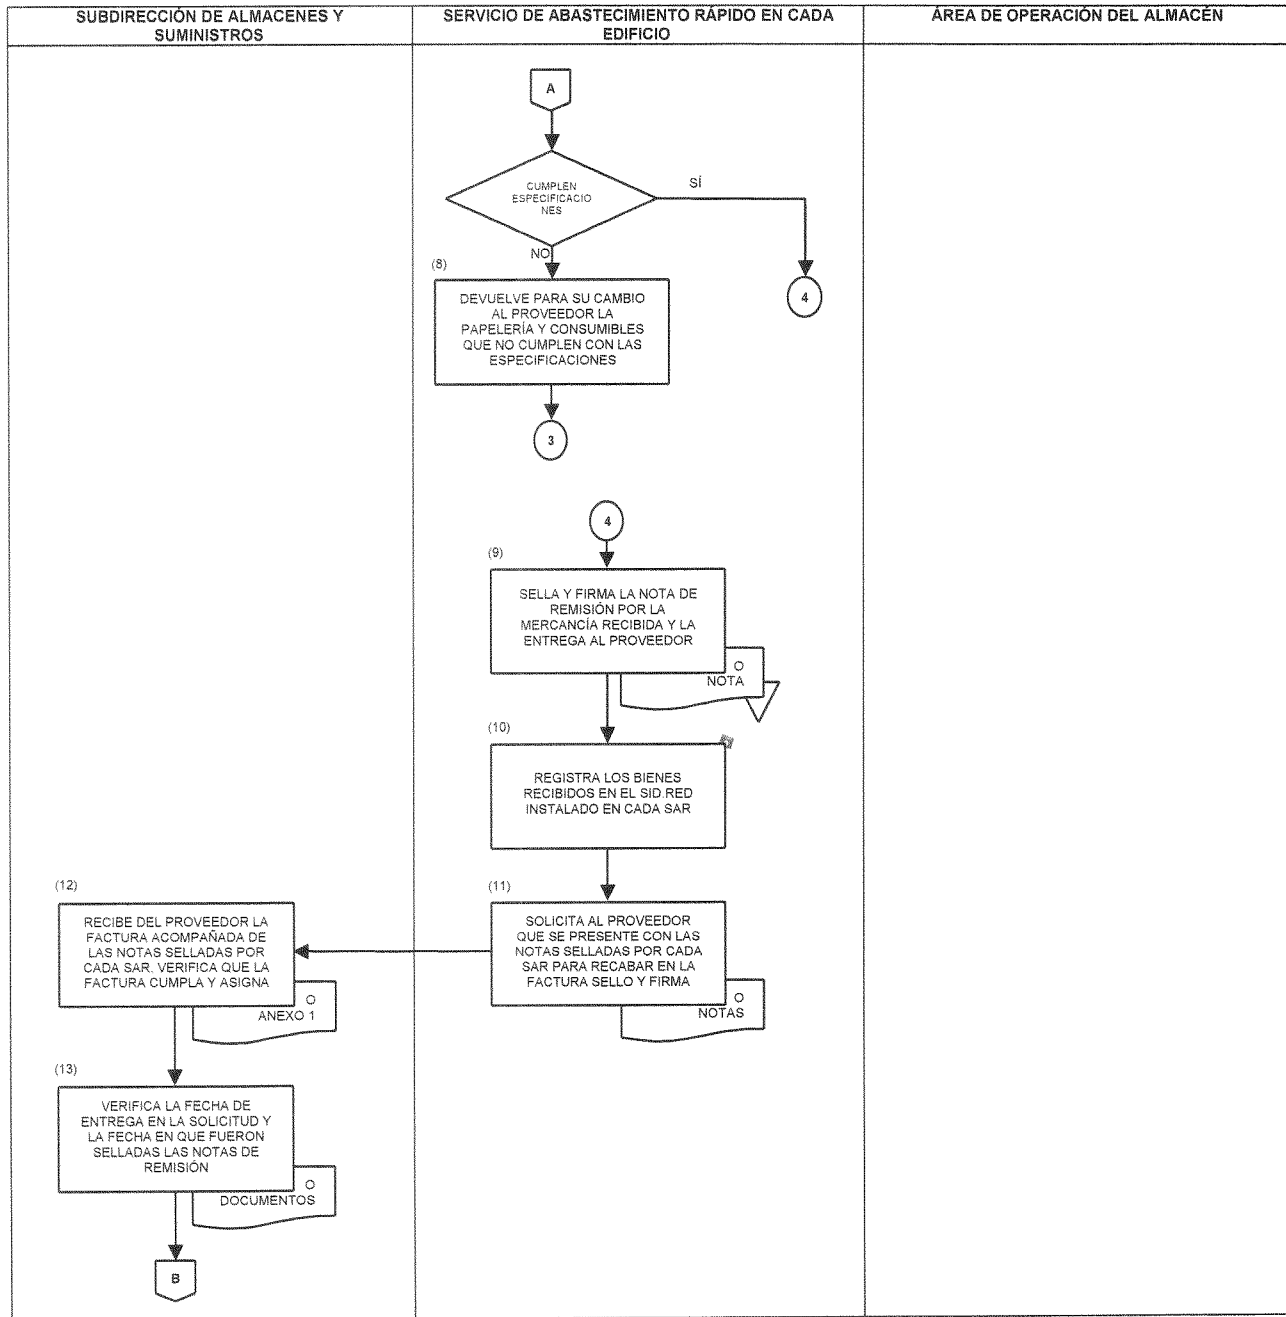 SUBDIRECCIÓN DE ALMACENES Y
SUMINISTROS
SERVICIO DE ABASTECIMIENTO RÁPIDO EN CADA
EDIFICIO
ÁREA DE OPERACIÓN DEL ALMACÉN
A
CUMPLEN
ESPECIFICACIO
NES
SÍ
NO
4
(8)
DEVUELVE PARA SU CAMBIO
AL PROVEEDOR LA
PAPELERÍA Y CONSUMIBLES
QUE NO CUMPLEN CON LAS
ESPECIFICACIONES
3
4
(9)
SELLA Y FIRMA LA NOTA DE
REMISIÓN POR LA
MERCANCÍA RECIBIDA Y LA
ENTREGA AL PROVEEDOR
O
NOTA
(10)
REGISTRA LOS BIENES
RECIBIDOS EN EL SID.RED
INSTALADO EN CADA SAR
(11)
SOLICITA AL PROVEEDOR
QUE SE PRESENTE CON LAS
NOTAS SELLADAS POR CADA
SAR PARA RECABAR EN LA
FACTURA SELLO Y FIRMA
O
NOTAS
(12)
RECIBE DEL PROVEEDOR LA
FACTURA ACOMPAÑADA DE
LAS NOTAS SELLADAS POR
CADA SAR. VERIFICA QUE LA
FACTURA CUMPLA Y ASIGNA
O
ANEXO 1
(13)
VERIFICA LA FECHA DE
ENTREGA EN LA SOLICITUD Y
LA FECHA EN QUE FUERON
SELLADAS LAS NOTAS DE
REMISIÓN
O
DOCUMENTOS
B